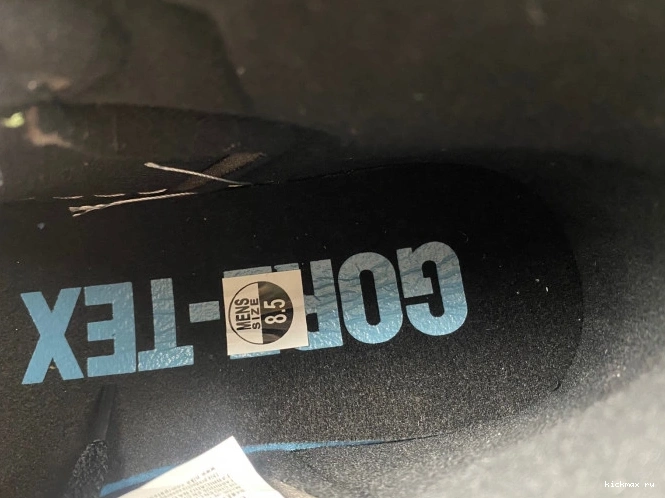 GORE-TEX
MENS
SIZE
8.5
kickmax ru